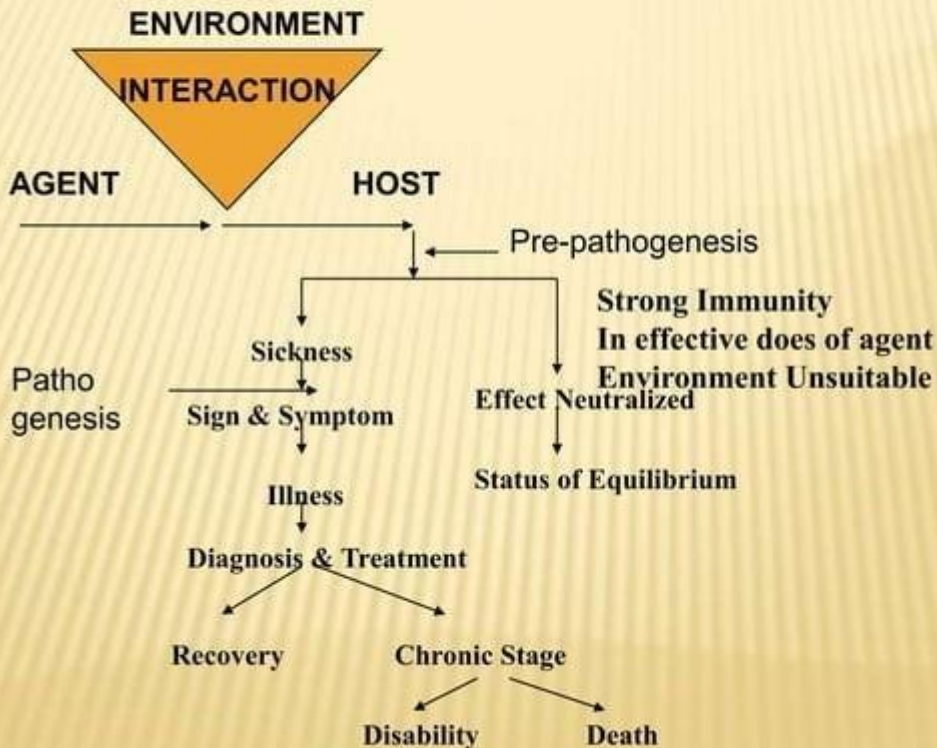 ENVIRONMENT
INTERACTION
AGENT
HOST
Pre-pathogenesis
Strong Immunity
In effective does of agent
Environment Unsuitable
Sickness
Patho
genesis
Sign & Symptom
Effect Neutralized
Illness
Status of Equilibrium
Diagnosis & Treatment
Recovery
Chronic Stage
Disability
Death